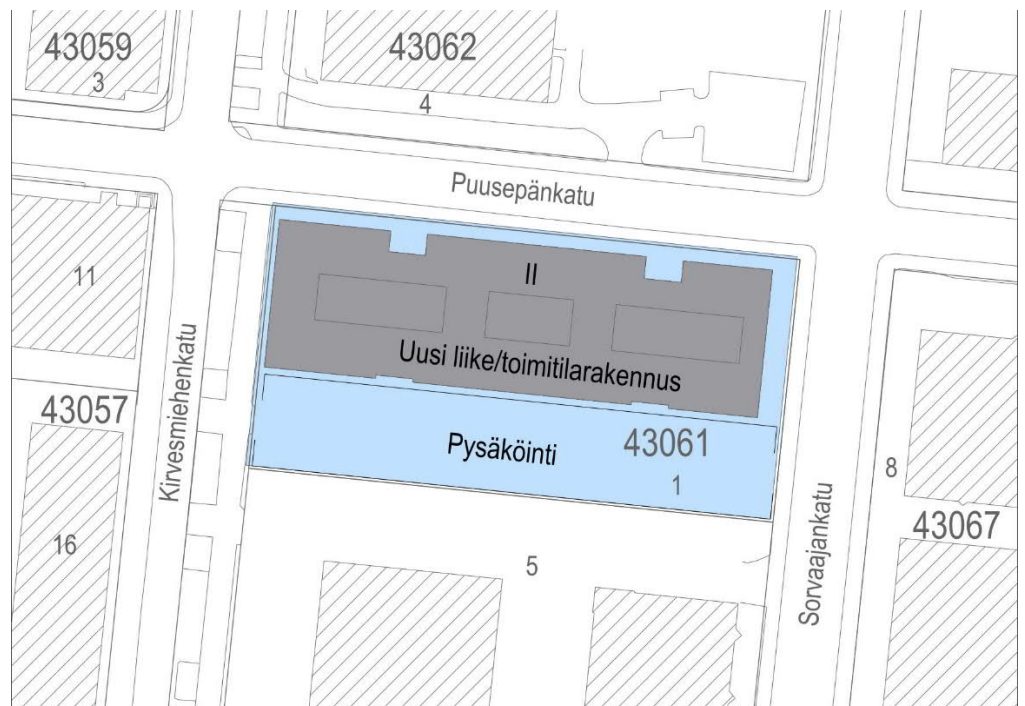 43059
3
43062
4
Puusepänkatu
11
II
Uusi liike/toimitilarakennus
43057
Kirvesmiehenkatu
Pysäköinti
43061
1
8
43067
16
5
Sorvaajankatu